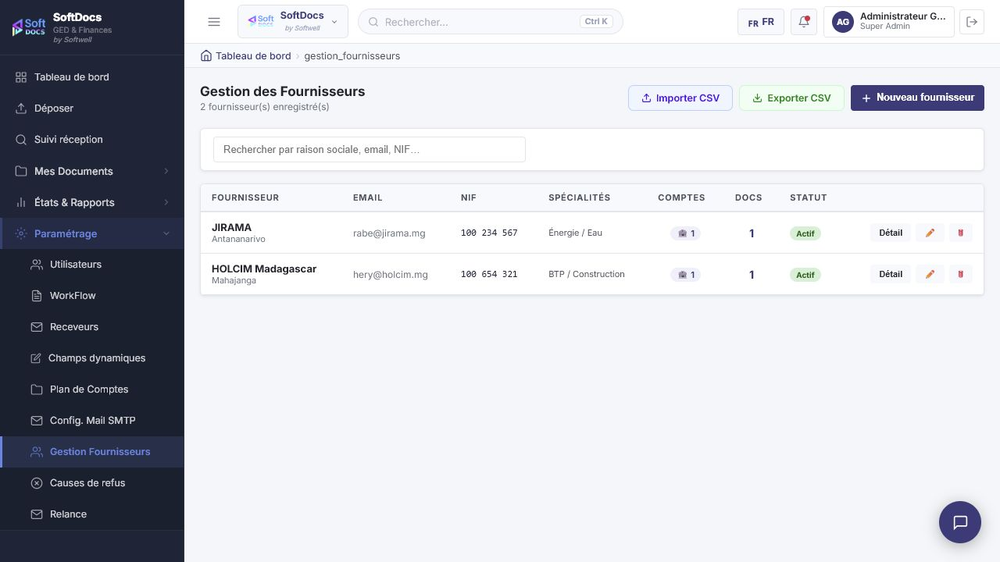 SoftDocs
GED & Finances
by Softwell
Soft DOCS
Tableau de bord
Déposer
Suivi réception
Mes Documents
États & Rapports
Paramétrage
Utilisateurs
WorkFlow
Receveurs
Champs dynamiques
Plan de Comptes
Config. Mail SMTP
Gestion Fournisseurs
Causes de refus
Relance
Soft DOCS
SoftDocs
by Softwell
Rechercher...
Ctrl K
FR FR
AG
Administrateur G...
Super Admin
Tableau de bord > gestion_fournisseurs
Gestion des Fournisseurs
2 fournisseur(s) enregistré(s)
Importer CSV
Exporter CSV
+ Nouveau fournisseur
Rechercher par raison sociale, email, NIF...
FOURNISSEUR EMAIL NIF SPÉCIALITÉS COMPTES DOCS STATUT
JIRAMA
Antananarivo
rabe@jirama.mg 100 234 567 Énergie / Eau 1 1 Actif Détail
HOLCIM Madagascar
Mahajanga
hery@holcim.mg 100 654 321 BTP / Construction 1 1 Actif Détail